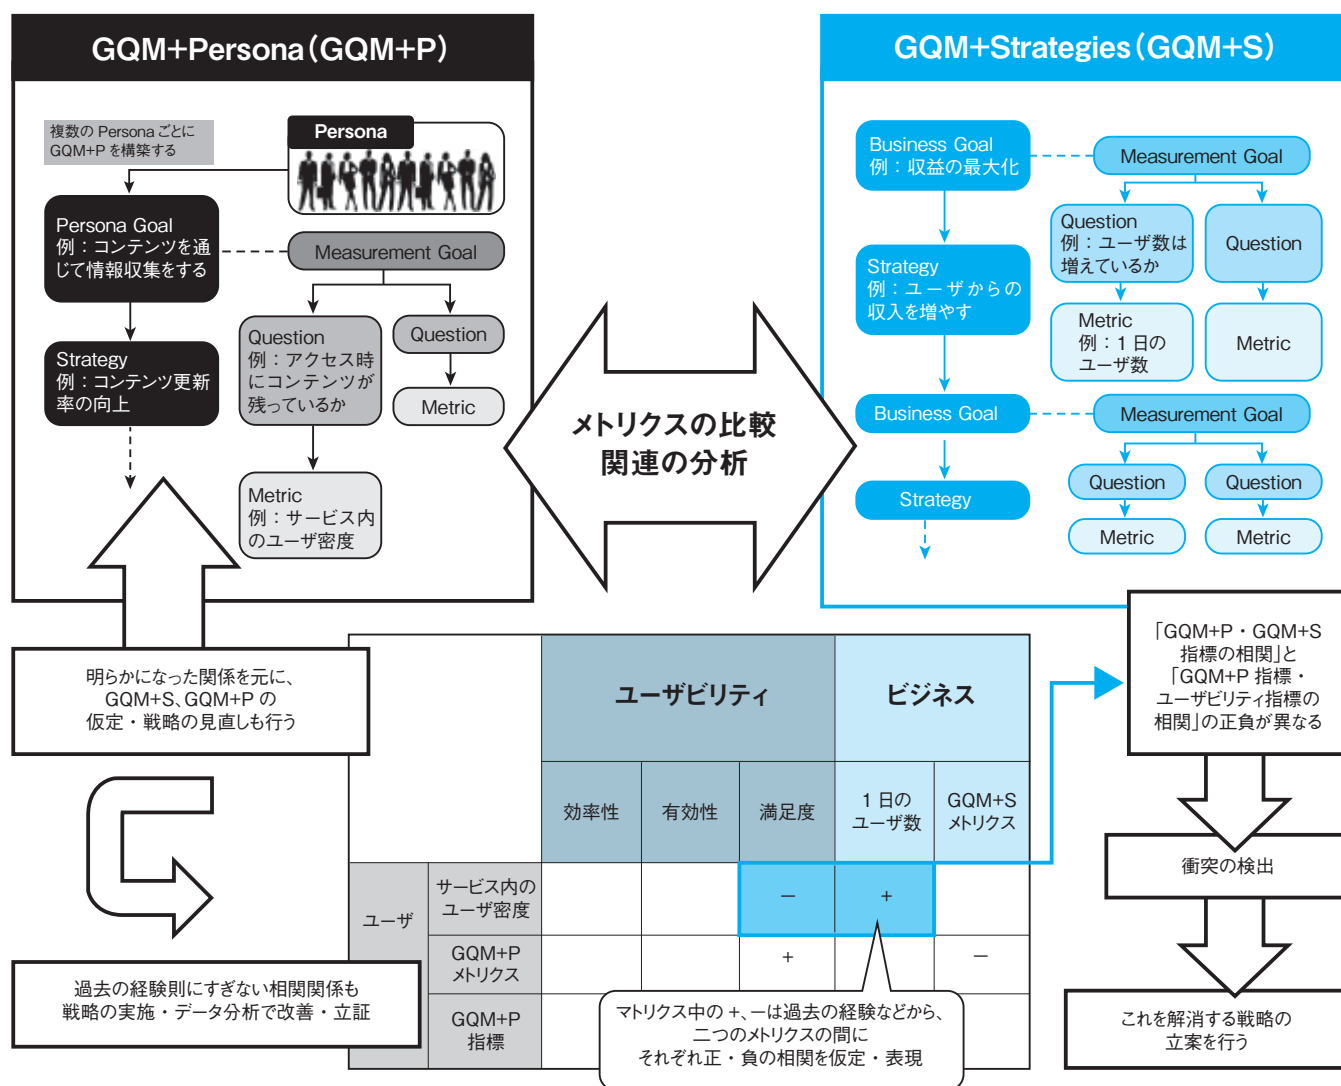 GQM+Persona(GQM+P)
複数の Persona ごとに
GQM+P を構築する
Persona
Persona Goal
例:コンテンツを通
じて情報収集をする
Measurement Goal
Strategy
例:コンテンツ更新
率の向上
Question
例:アクセス時
にコンテンツが
残っているか
Question
Metric
Metric
例:サービス内
のユーザ密度
メトリクスの比較
関連の分析
GQM+Strategies(GQM+S)
Business Goal
例:収益の最大化
Measurement Goal
Question
例:ユーザ数は
増えているか
Question
Strategy
例:ユーザからの
収入を増やす
Metric
例:1 日の
ユーザ数
Metric
Business Goal
Measurement Goal
Question
Question
Strategy
Metric
Metric
明らかになった関係を元に、
GQM+S、GQM+P の
仮定・戦略の見直しも行う
過去の経験則にすぎない相関関係も
戦略の実施・データ分析で改善・立証
ユーザビリティ
ビジネス
効率性
有効性
満足度
1 日の
ユーザ数
GQM+S
メトリクス
ユーザ
サービス内の
ユーザ密度
−
+
GQM+P
メトリクス
+
−
GQM+P
指標
マトリクス中の +、−は過去の経験などから、
二つのメトリクスの間に
それぞれ正・負の相関を仮定・表現
「GQM+P・GQM+S
指標の相関」と
「GQM+P 指標・
ユーザビリティ指標の
相関」の正負が異なる
衝突の検出
これを解消する戦略の
立案を行う